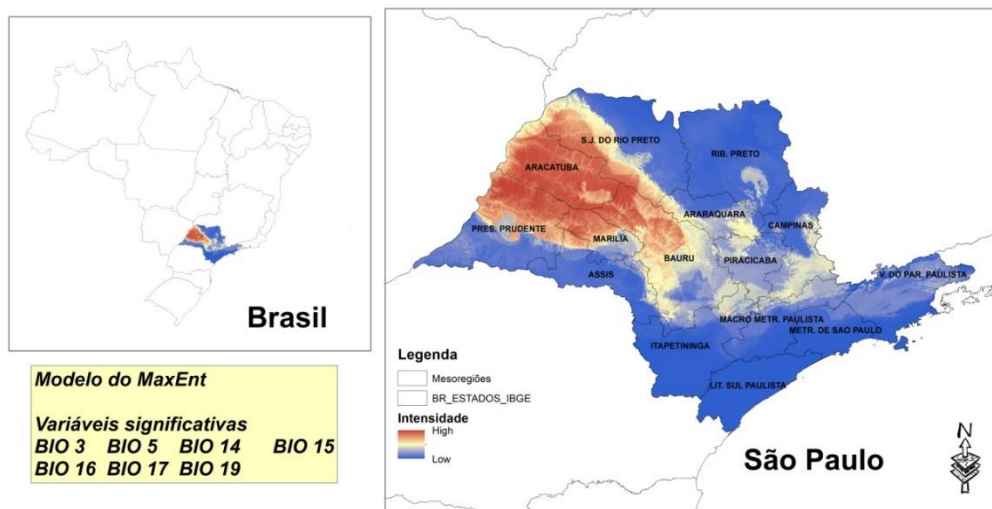 Brasil
Modelo do MaxEnt
Variáveis significativas
BIO 3 BIO 5 BIO 14 BIO 15
BIO 16 BIO 17 BIO 19
S.J. DO RIO PRETO
RIB. PRETO
ARACATUBA
ARARAQUARA
CAMPINAS
PRES. PRUDENTE
MARILIA
BAURU
PIRACICABA
ASSIS
V. DO PAR. PAULISTA
MACRO METR. PAULISTA
METR. DE SAO PAULO
ITAPETININGA
LIT. SUL PAULISTA
Legenda
Mesoregiões
BR_ESTADOS_IBGE
Intensidade
High
Low
São Paulo
N